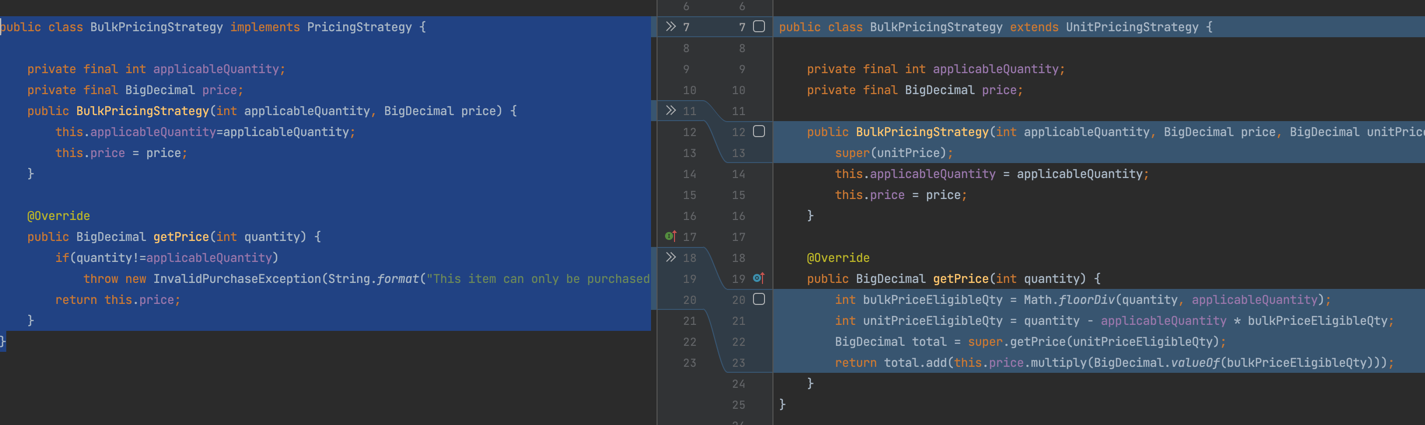 public class BulkPricingStrategy implements PricingStrategy {
private final int applicableQuantity;
private final BigDecimal price;
public BulkPricingStrategy(int applicableQuantity, BigDecimal price) {
this.applicableQuantity=applicableQuantity;
this.price = price;
}
@Override
public BigDecimal getPrice(int quantity) {
if(quantity!=applicableQuantity)
throw new InvalidPurchaseException(String.format("This item can only be purchased
return this.price;
}
}
6 6
7 7
8 8
9 9
10 10
11 11
12 12
13 13
14 14
15 15
16 16
17 17
18 18
19 19
20 20
21 21
22 22
23 23
24
25
public class BulkPricingStrategy extends UnitPricingStrategy {
private final int applicableQuantity;
private final BigDecimal price;
public BulkPricingStrategy(int applicableQuantity, BigDecimal price, BigDecimal unitPrice
super(unitPrice);
this.applicableQuantity = applicableQuantity;
this.price = price;
}
@Override
public BigDecimal getPrice(int quantity) {
int bulkPriceEligibleQty = Math.floorDiv(quantity, applicableQuantity);
int unitPriceEligibleQty = quantity - applicableQuantity * bulkPriceEligibleQty;
BigDecimal total = super.getPrice(unitPriceEligibleQty);
return total.add(this.price.multiply(BigDecimal.valueOf(bulkPriceEligibleQty)));
}
}